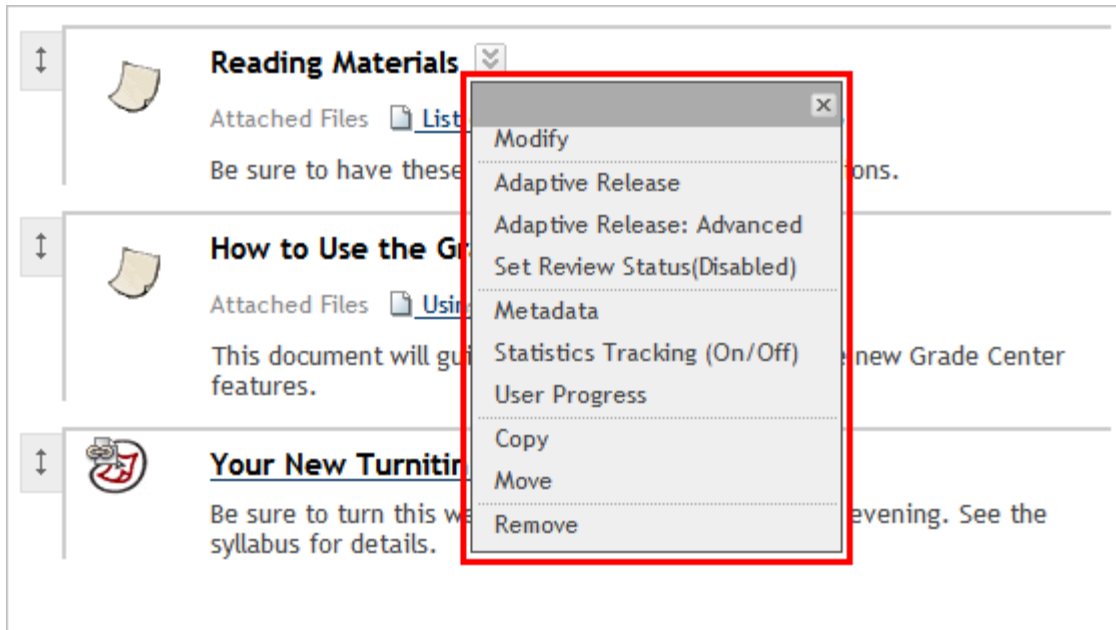 Reading Materials
Attached Files List
Be sure to have these ons.
How to Use the Gr
Attached Files Using
This document will gui new Grade Center
features.
Your New Turnitin
Be sure to turn this we evening. See the
syllabus for details.
Modify
Adaptive Release
Adaptive Release: Advanced
Set Review Status(Disabled)
Metadata
Statistics Tracking (On/Off)
User Progress
Copy
Move
Remove